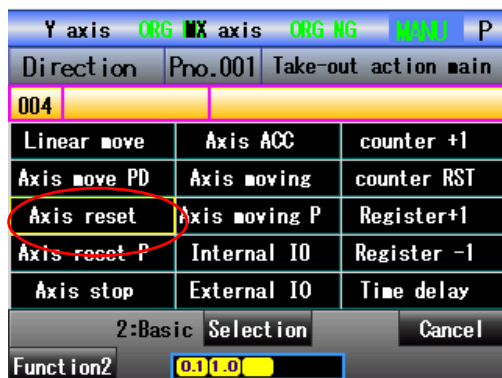 Y axis ORG NG MX axis ORG NG MANU P
Direction Pno.001 Take-out action main
004
Linear move Axis ACC counter +1
Axis move PD Axis moving counter RST
Axis reset Axis moving P Register+1
Axis reset P Internal IO Register -1
Axis stop External IO Time delay
2:Basic Selection Cancel
Function2 0.1 1.0